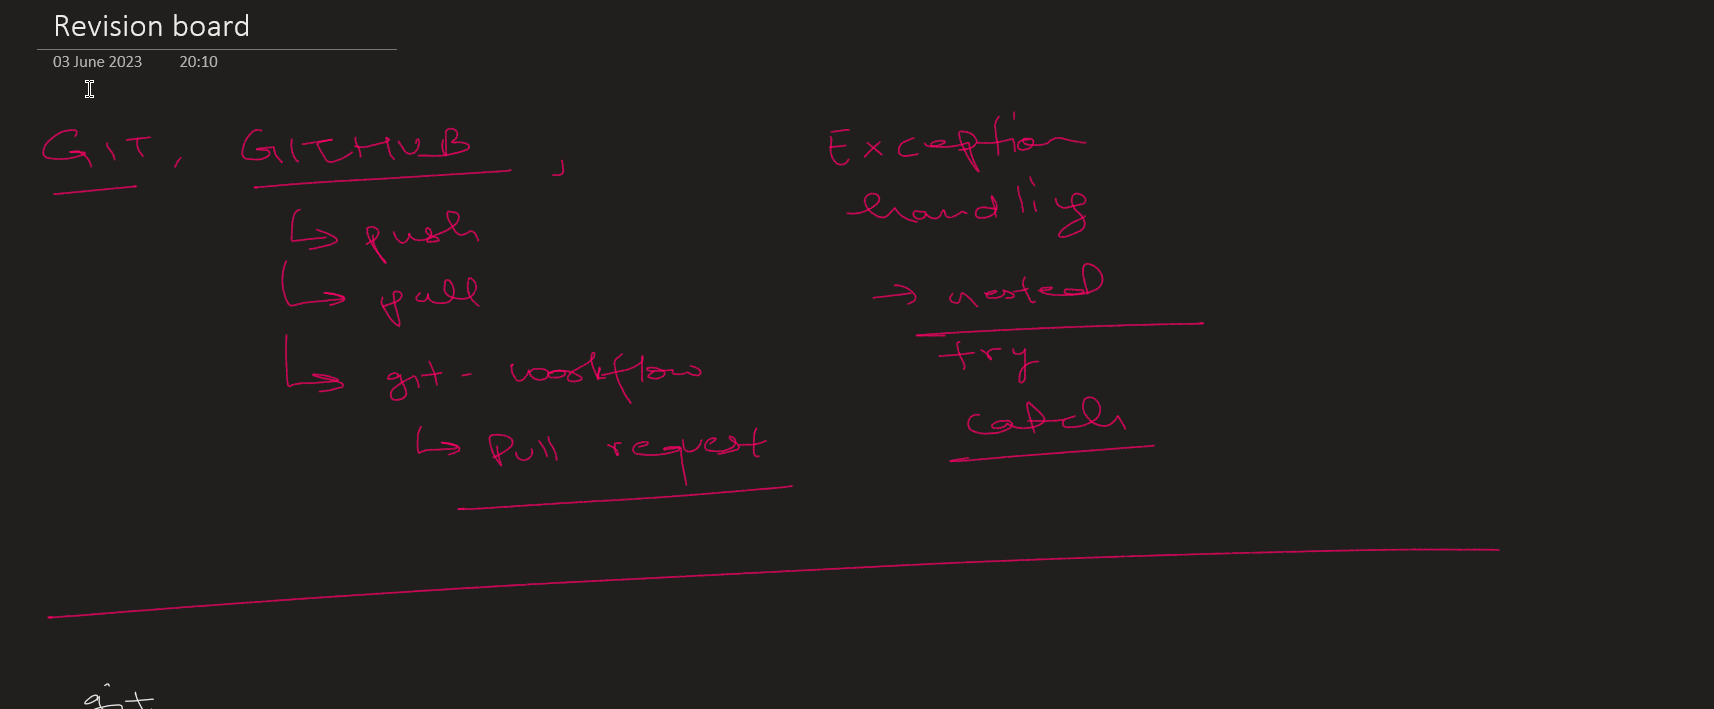 Revision board
03 June 2023 20:10
GIT, GITHUB,
↳ push
↳ pull
↳ git - workflow
↳ Pull request
Exception
handling
→ nested
try
catch
git